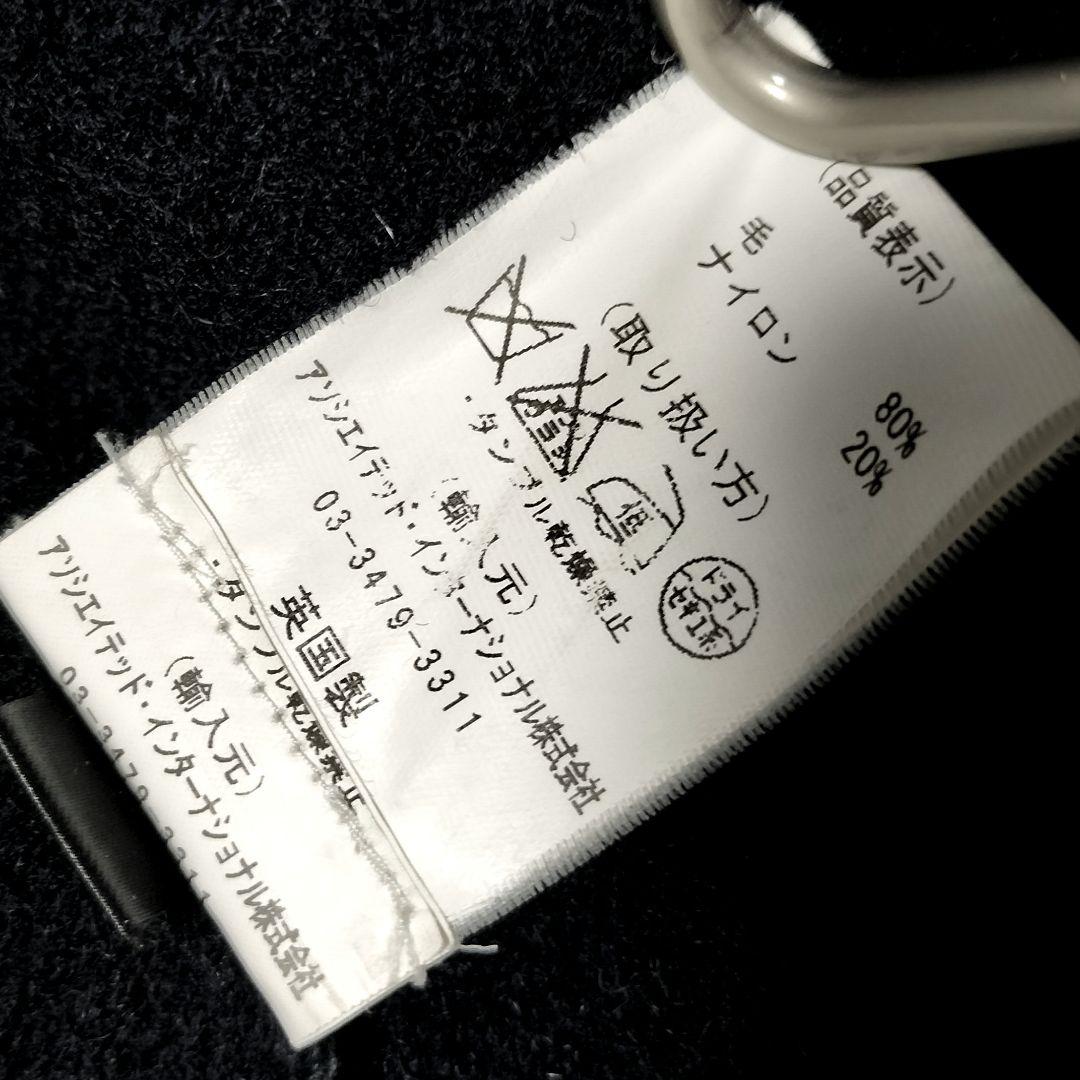 (品質表示)
毛 80%
ナイロン 20%
(取り扱い方)
低
ドライ
セキユ系
・タンブル乾燥禁止
(輸入元)
アソシエイテッド・インターナショナル株式会社
03-3479-3311
英国製
・タンブル乾燥禁止
(輸入元)
アソシエイテッド・インターナショナル株式会社
03-3479-3311